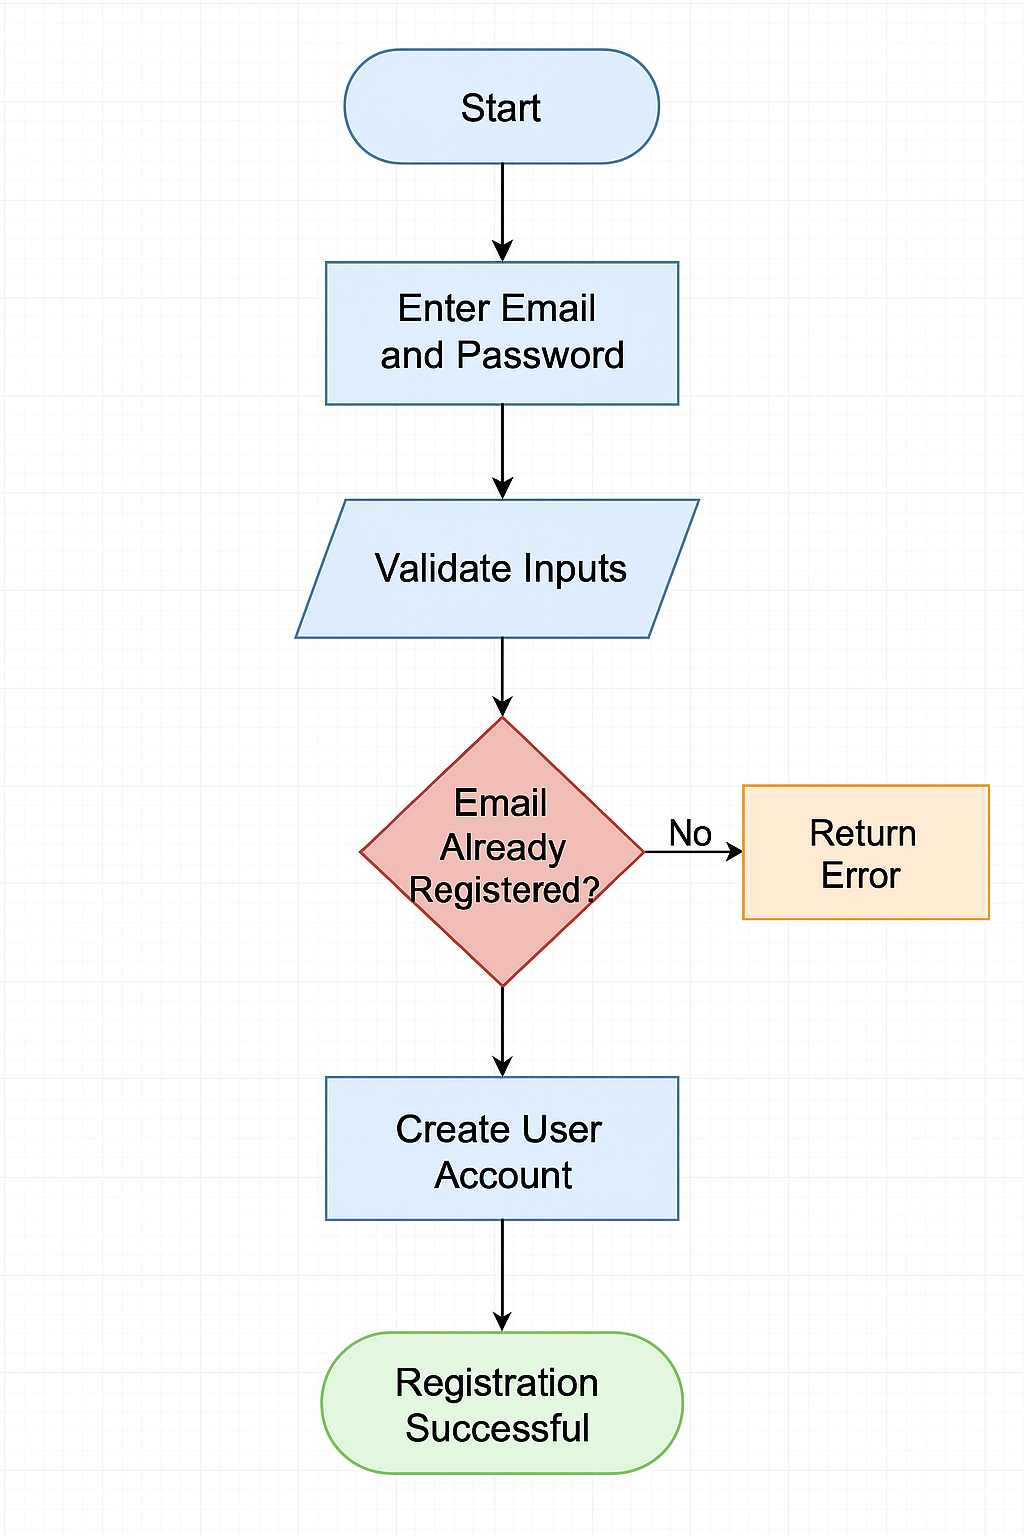 Start
Enter Email
and Password
Validate Inputs
Email
Already
Registered?
No
Return
Error
Create User
Account
Registration
Successful